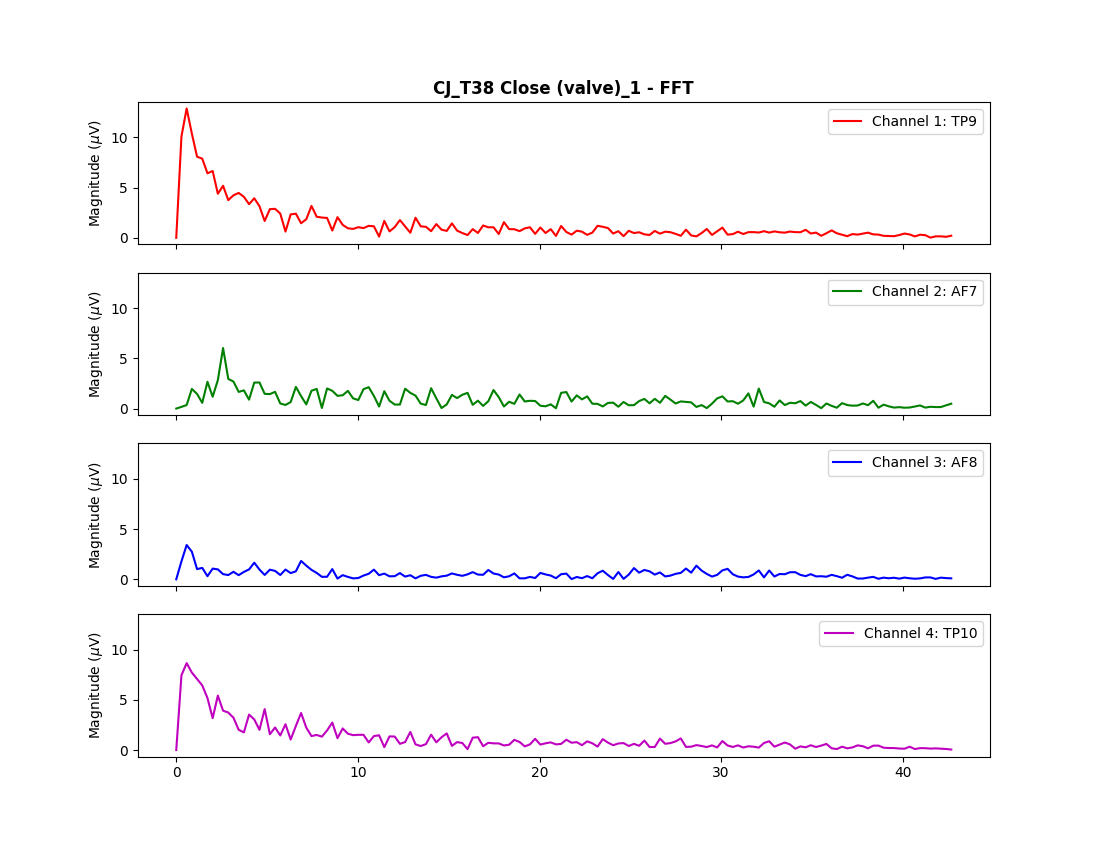 CJ_T38 Close (valve)_1 - FFT
Magnitude (μV)
10
5
0
Channel 1: TP9
Magnitude (μV)
10
5
0
Channel 2: AF7
Magnitude (μV)
10
5
0
Channel 3: AF8
Magnitude (μV)
10
5
0
Channel 4: TP10
0 10 20 30 40